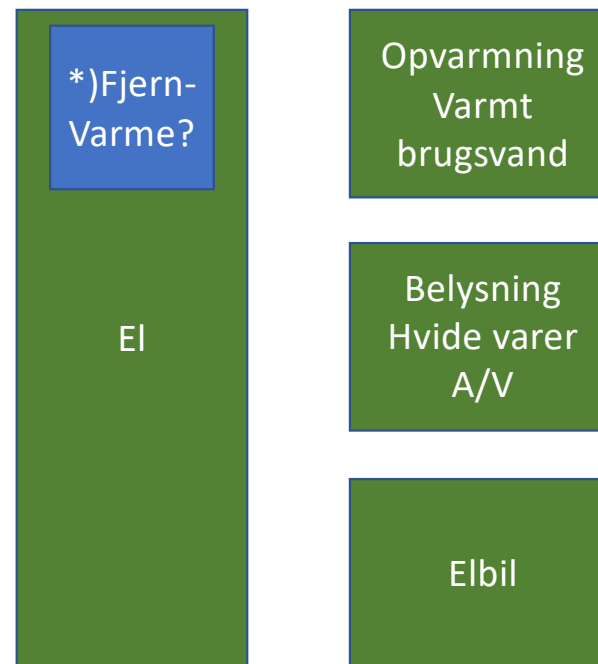 *)Fjern-
Varme?
El
Opvarmning
Varmt
brugsvand
Belysning
Hvide varer
A/V
Elbil